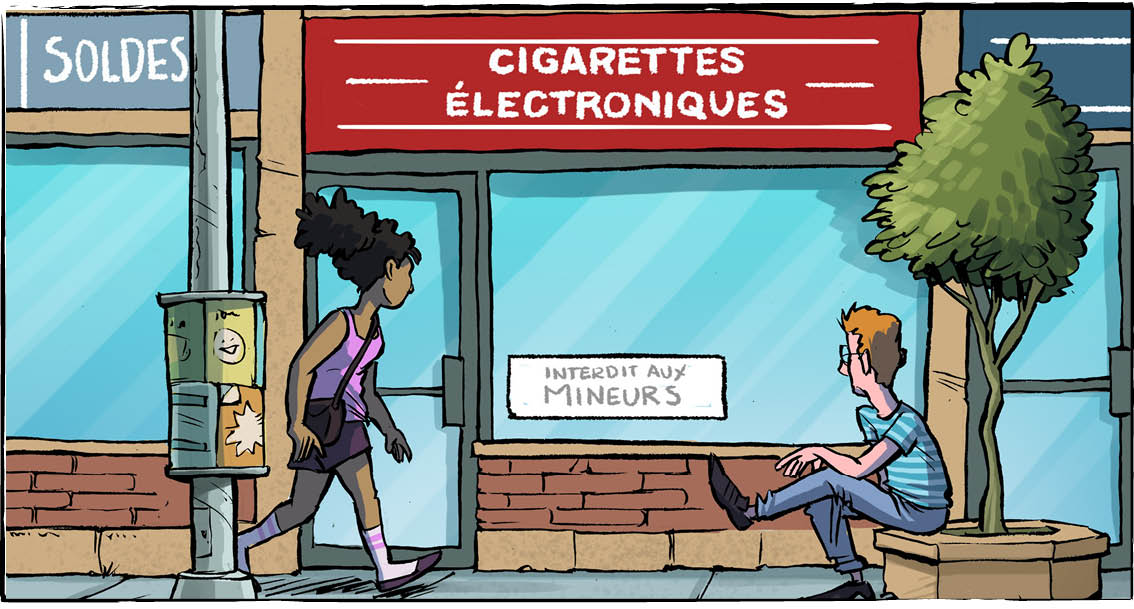 SOLDES
CIGARETTES
ÉLECTRONIQUES
INTERDIT AUX
MINEURS